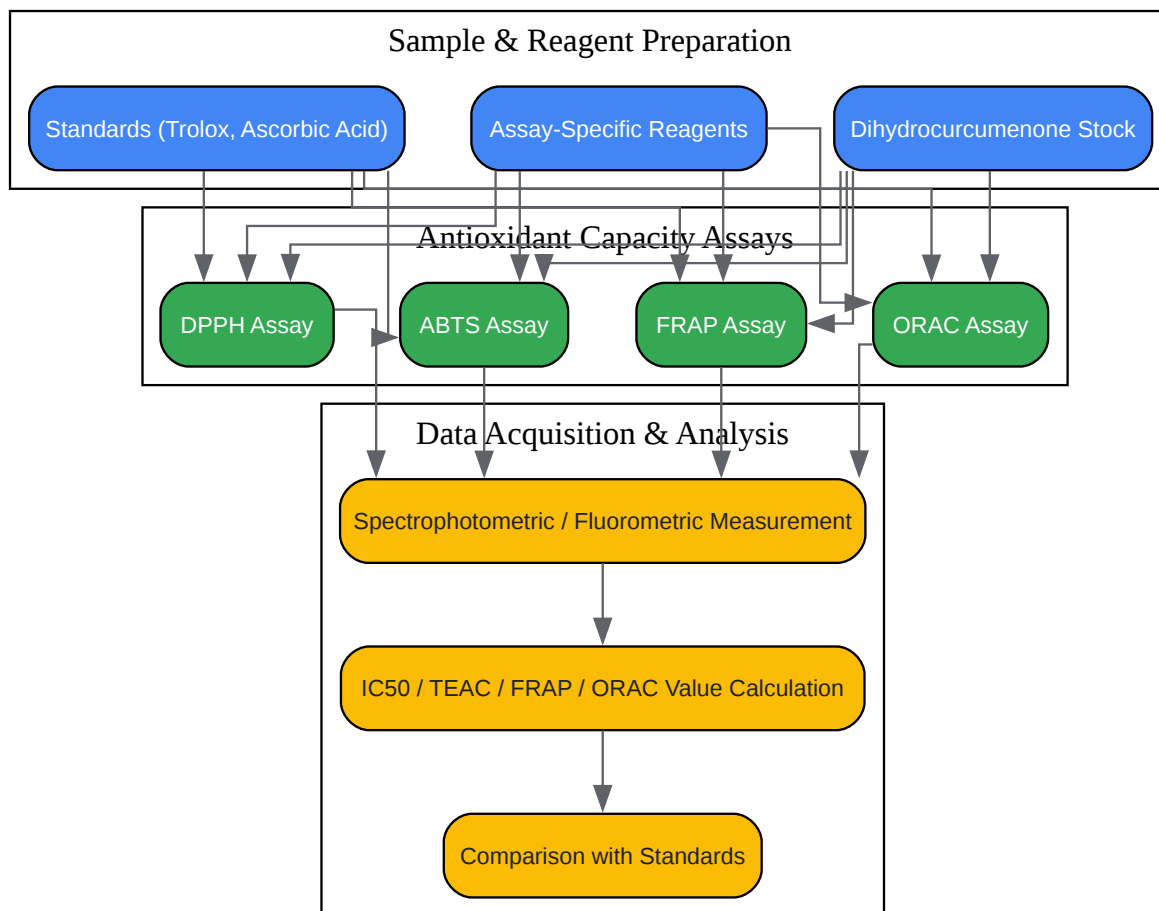 Sample & Reagent Preparation
Standards (Trolox, Ascorbic Acid)
Assay-Specific Reagents
Dihydrocurcumenone Stock
Antioxidant Capacity Assays
DPPH Assay
ABTS Assay
FRAP Assay
ORAC Assay
Data Acquisition & Analysis
Spectrophotometric / Fluorometric Measurement
IC50 / TEAC / FRAP / ORAC Value Calculation
Comparison with Standards